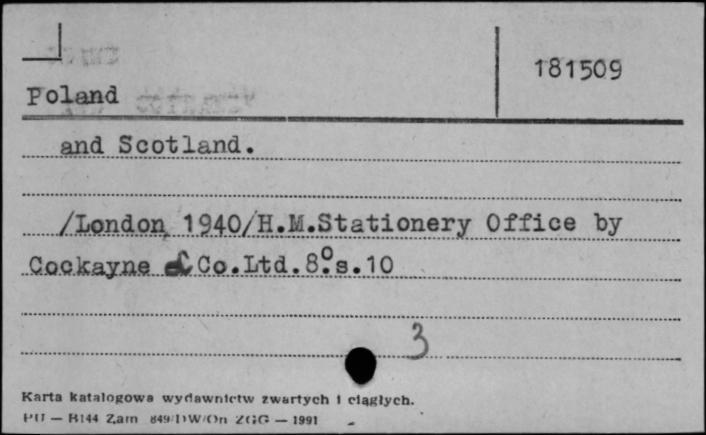 181509
Poland
and Scotland.
/London, 1940/H.M.Stationery Office by
Cockayne & Co.Ltd.8°.s.10
3
Karta katalogowa wydawnictw zwartych i ciągłych.
PU — B144 Zam 849/DW/On ZGG — 1991